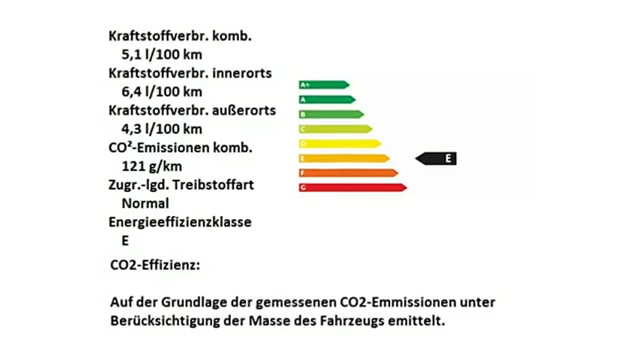 Kraftstoffverbr. komb.
5,1 l/100 km
Kraftstoffverbr. innerorts
6,4 l/100 km
Kraftstoffverbr. außerorts
4,3 l/100 km
CO²-Emissionen komb.
121 g/km
Zugr.-lgd. Treibstoffart
Normal
Energieeffizienzklasse
E
A+
A
B
C
D
E
E
F
G
CO2-Effizienz:
Auf der Grundlage der gemessenen CO2-Emmissionen unter
Berücksichtigung der Masse des Fahrzeugs emittelt.